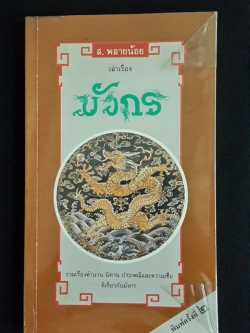 ส. พลายน้อย
เล่าเรื่อง
มังกร
รวมเรื่องตำนาน นิทาน ประเพณีและความเชื่อ
ที่เกี่ยวกับมังกร
พิมพ์ครั้งที่ ๒